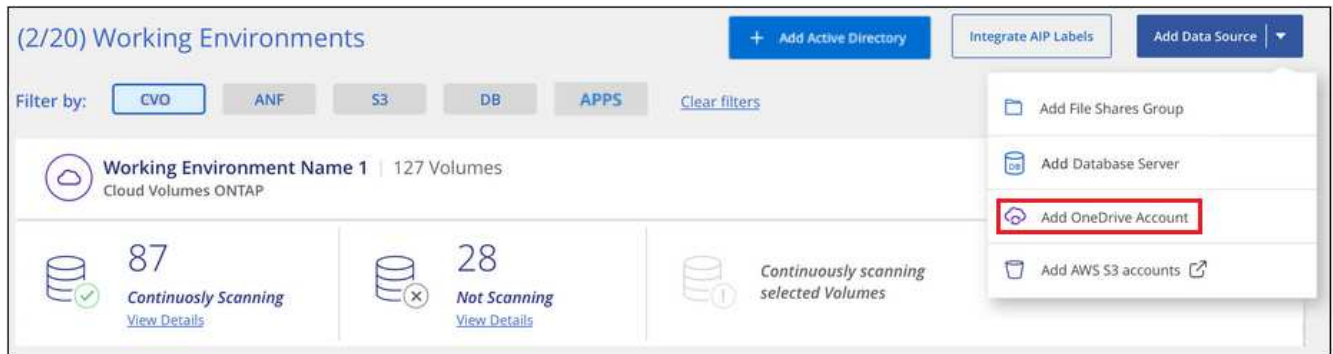 (2/20) Working Environments
+ Add Active Directory
Integrate AIP Labels
Add Data Source
Filter by:
CVO
ANF
S3
DB
APPS
Clear filters
Add File Shares Group
DB
Add Database Server
Add OneDrive Account
Add AWS S3 accounts
Working Environment Name 1 | 127 Volumes
Cloud Volumes ONTAP
87
Continuosly Scanning
View Details
28
Not Scanning
View Details
Continuously scanning
selected Volumes